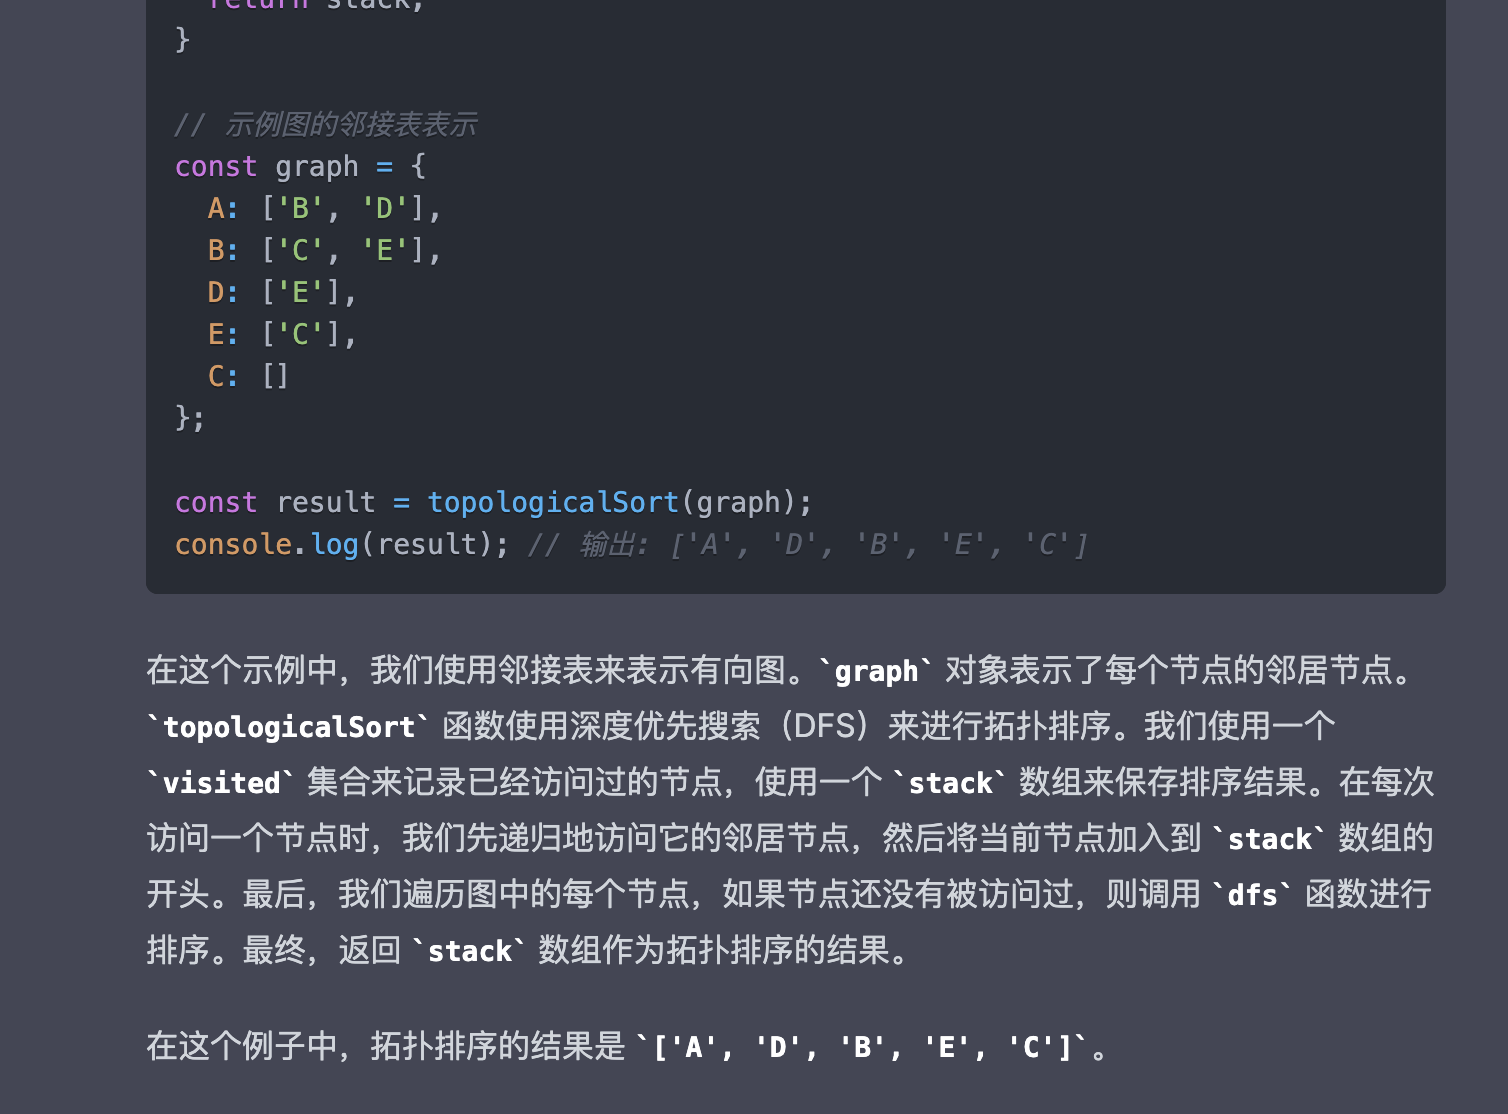 return stack;
}
// 示例图的邻接表表示
const graph = {
  A: ['B', 'D'],
  B: ['C', 'E'],
  D: ['E'],
  E: ['C'],
  C: []
};
const result = topologicalSort(graph);
console.log(result); // 输出: ['A', 'D', 'B', 'E', 'C']
在这个示例中，我们使用邻接表来表示有向图。`graph` 对象表示了每个节点的邻居节点。
`topologicalSort` 函数使用深度优先搜索（DFS）来进行拓扑排序。我们使用一个
`visited` 集合来记录已经访问过的节点，使用一个 `stack` 数组来保存排序结果。在每次
访问一个节点时，我们先递归地访问它的邻居节点，然后将当前节点加入到 `stack` 数组的
开头。最后，我们遍历图中的每个节点，如果节点还没有被访问过，则调用 `dfs` 函数进行
排序。最终，返回 `stack` 数组作为拓扑排序的结果。
在这个例子中，拓扑排序的结果是 `['A', 'D', 'B', 'E', 'C']`。